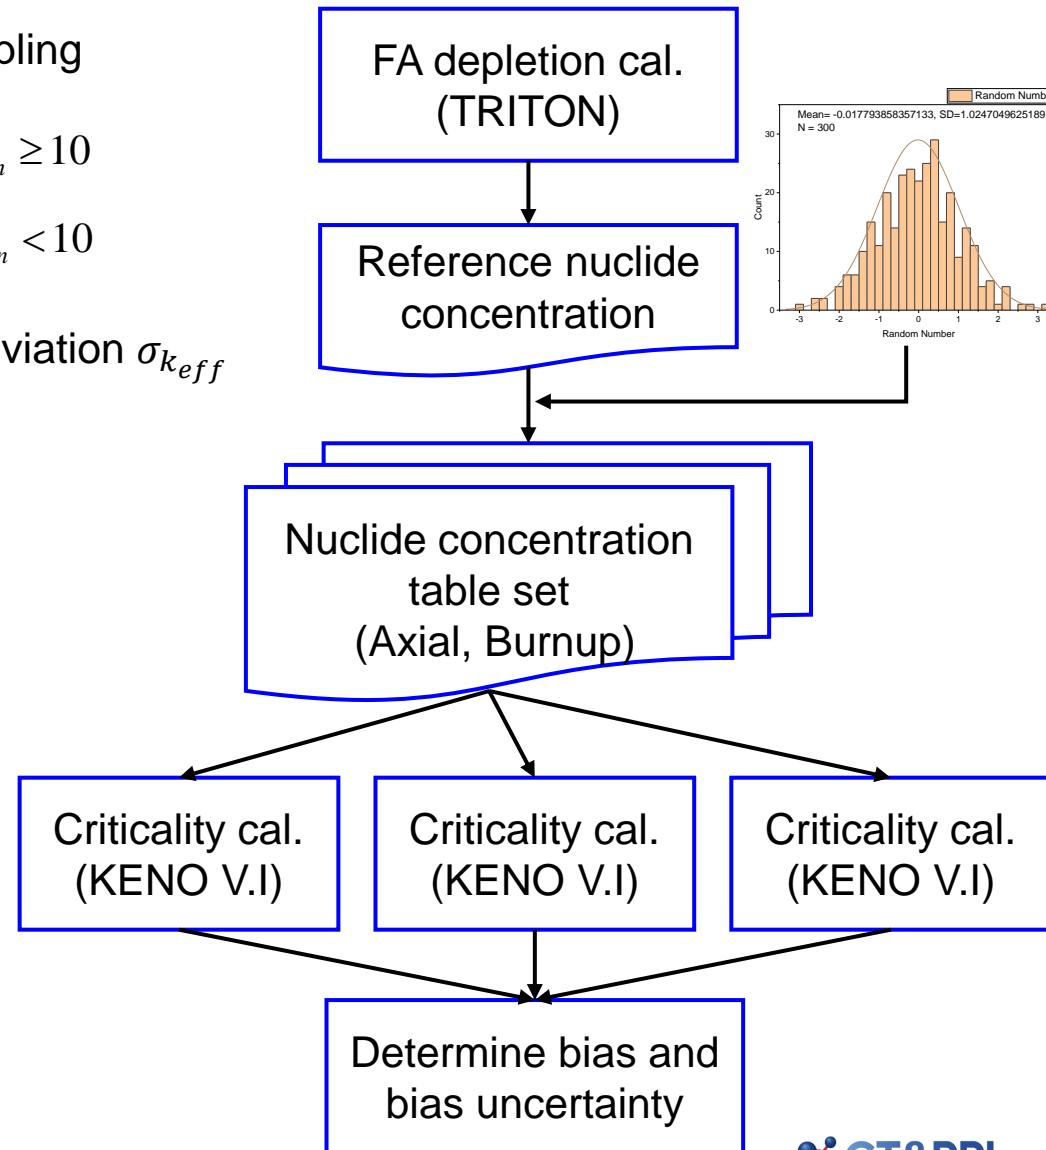 pling
n ≥10
n <10
viation σ_{k_{eff}}
FA depletion cal.
(TRITON)
Random Numb
Mean= -0.017793858357133, SD=1.0247049625189
N = 300
30
20
10
0
Count
-3 -2 -1 0 1 2 3
Random Number
Reference nuclide
concentration
Nuclide concentration
table set
(Axial, Burnup)
Criticality cal.
(KENO V.I)
Criticality cal.
(KENO V.I)
Criticality cal.
(KENO V.I)
Determine bias and
bias uncertainty